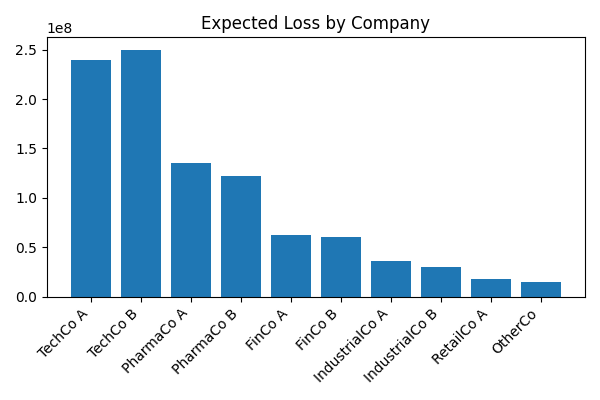 Expected Loss by Company
1e8
2.5
2.0
1.5
1.0
0.5
0.0
TechCo A
TechCo B
PharmaCo A
PharmaCo B
FinCo A
FinCo B
IndustrialCo A
IndustrialCo B
RetailCo A
OtherCo